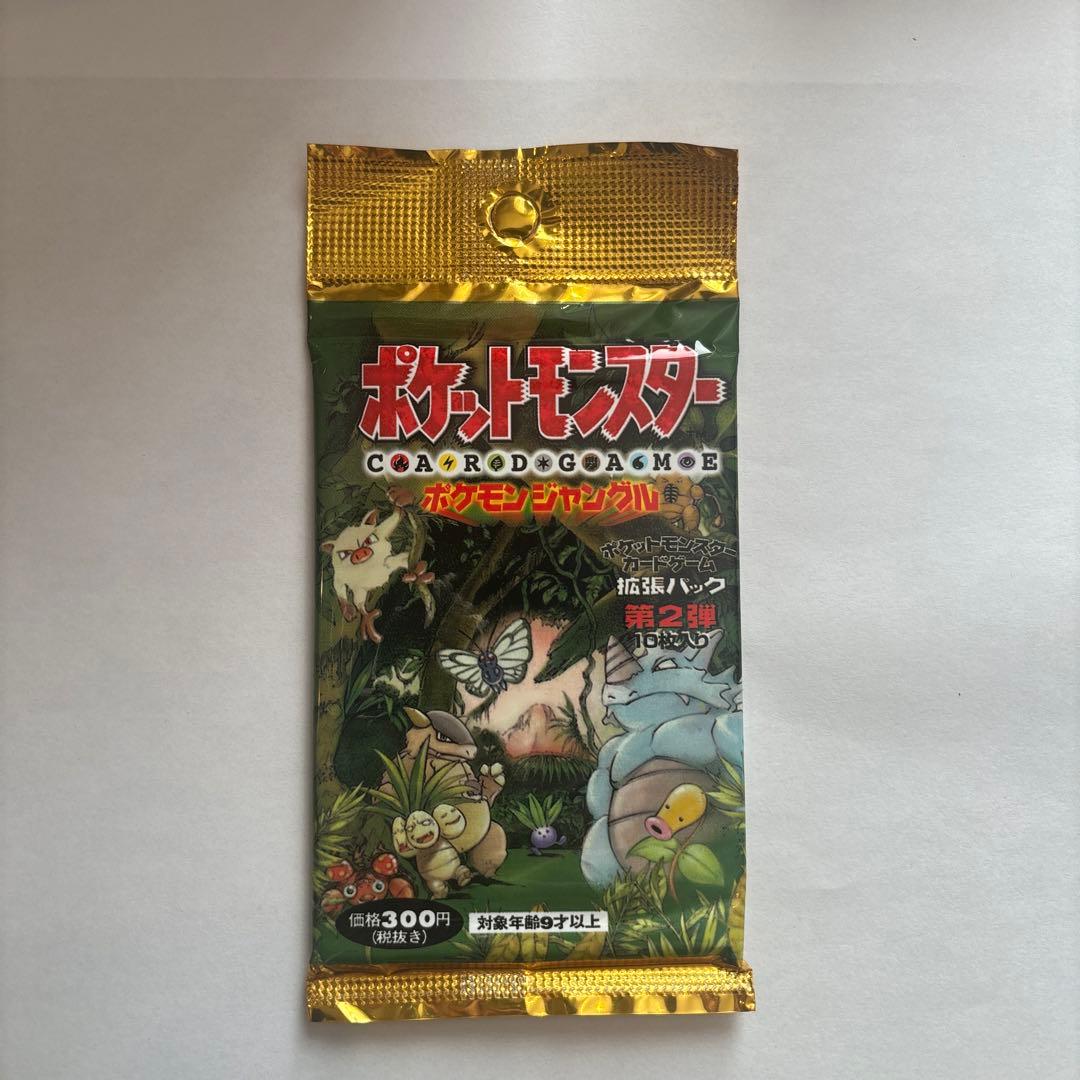 ポケットモンスター
CARDGAME
ポケモンジャングル
ポケットモンスター
カードゲーム
拡張パック
第2弾
10枚入り
価格300円
(税抜き)
対象年齢9才以上